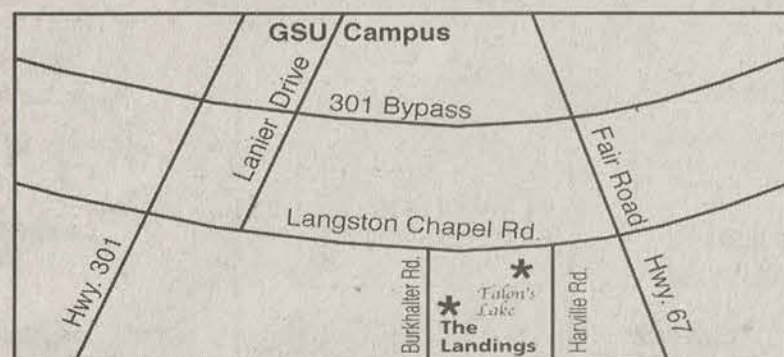 GSU Campus
Lanier Drive
301 Bypass
Fair Road
Langston Chapel Rd.
Hwy. 301
Burkhalter Rd.
Talon's
Lake
The
Landings
Harville Rd.
Hwy. 67